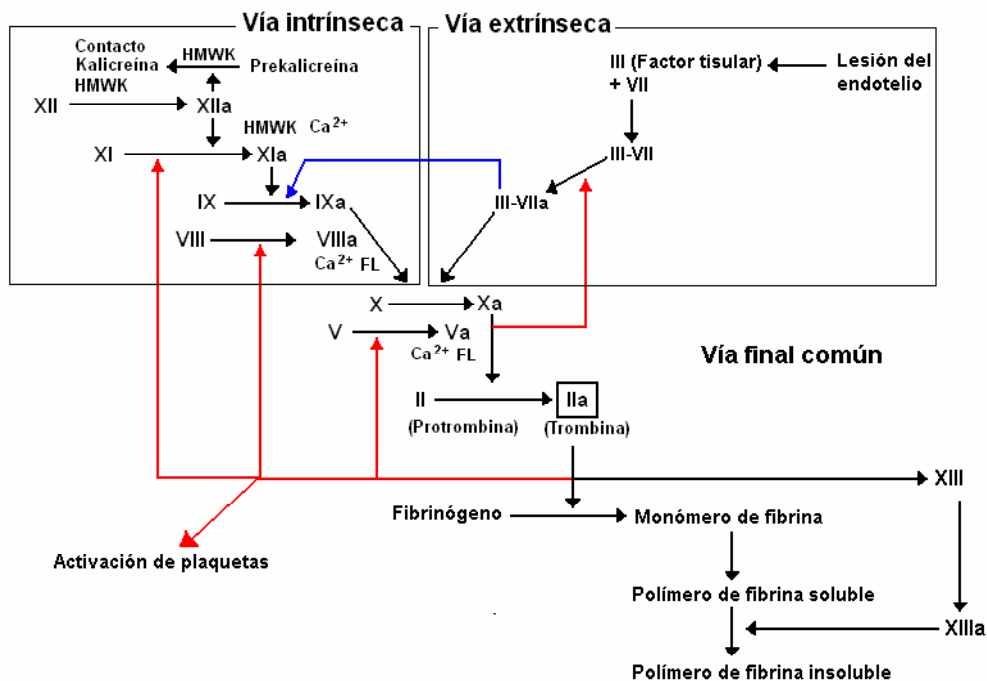 Vía intrínseca
Vía extrínseca
Contacto
Kalicreína
HMWK
Prekalicreína
HMWK
XII
XIIa
HMWK Ca2+
XI
XIa
IX
IXa
VIII
VIIIa
Ca2+ FL
III (Factor tisular)
+ VII
Lesión del
endotelio
III-VII
III-VIIa
X
Xa
V
Va
Ca2+ FL
Vía final común
II
IIa
(Protrombina)
(Trombina)
XIII
Fibrinógeno
Monómero de fibrina
Activación de plaquetas
Polímero de fibrina soluble
XIIIa
Polímero de fibrina insoluble